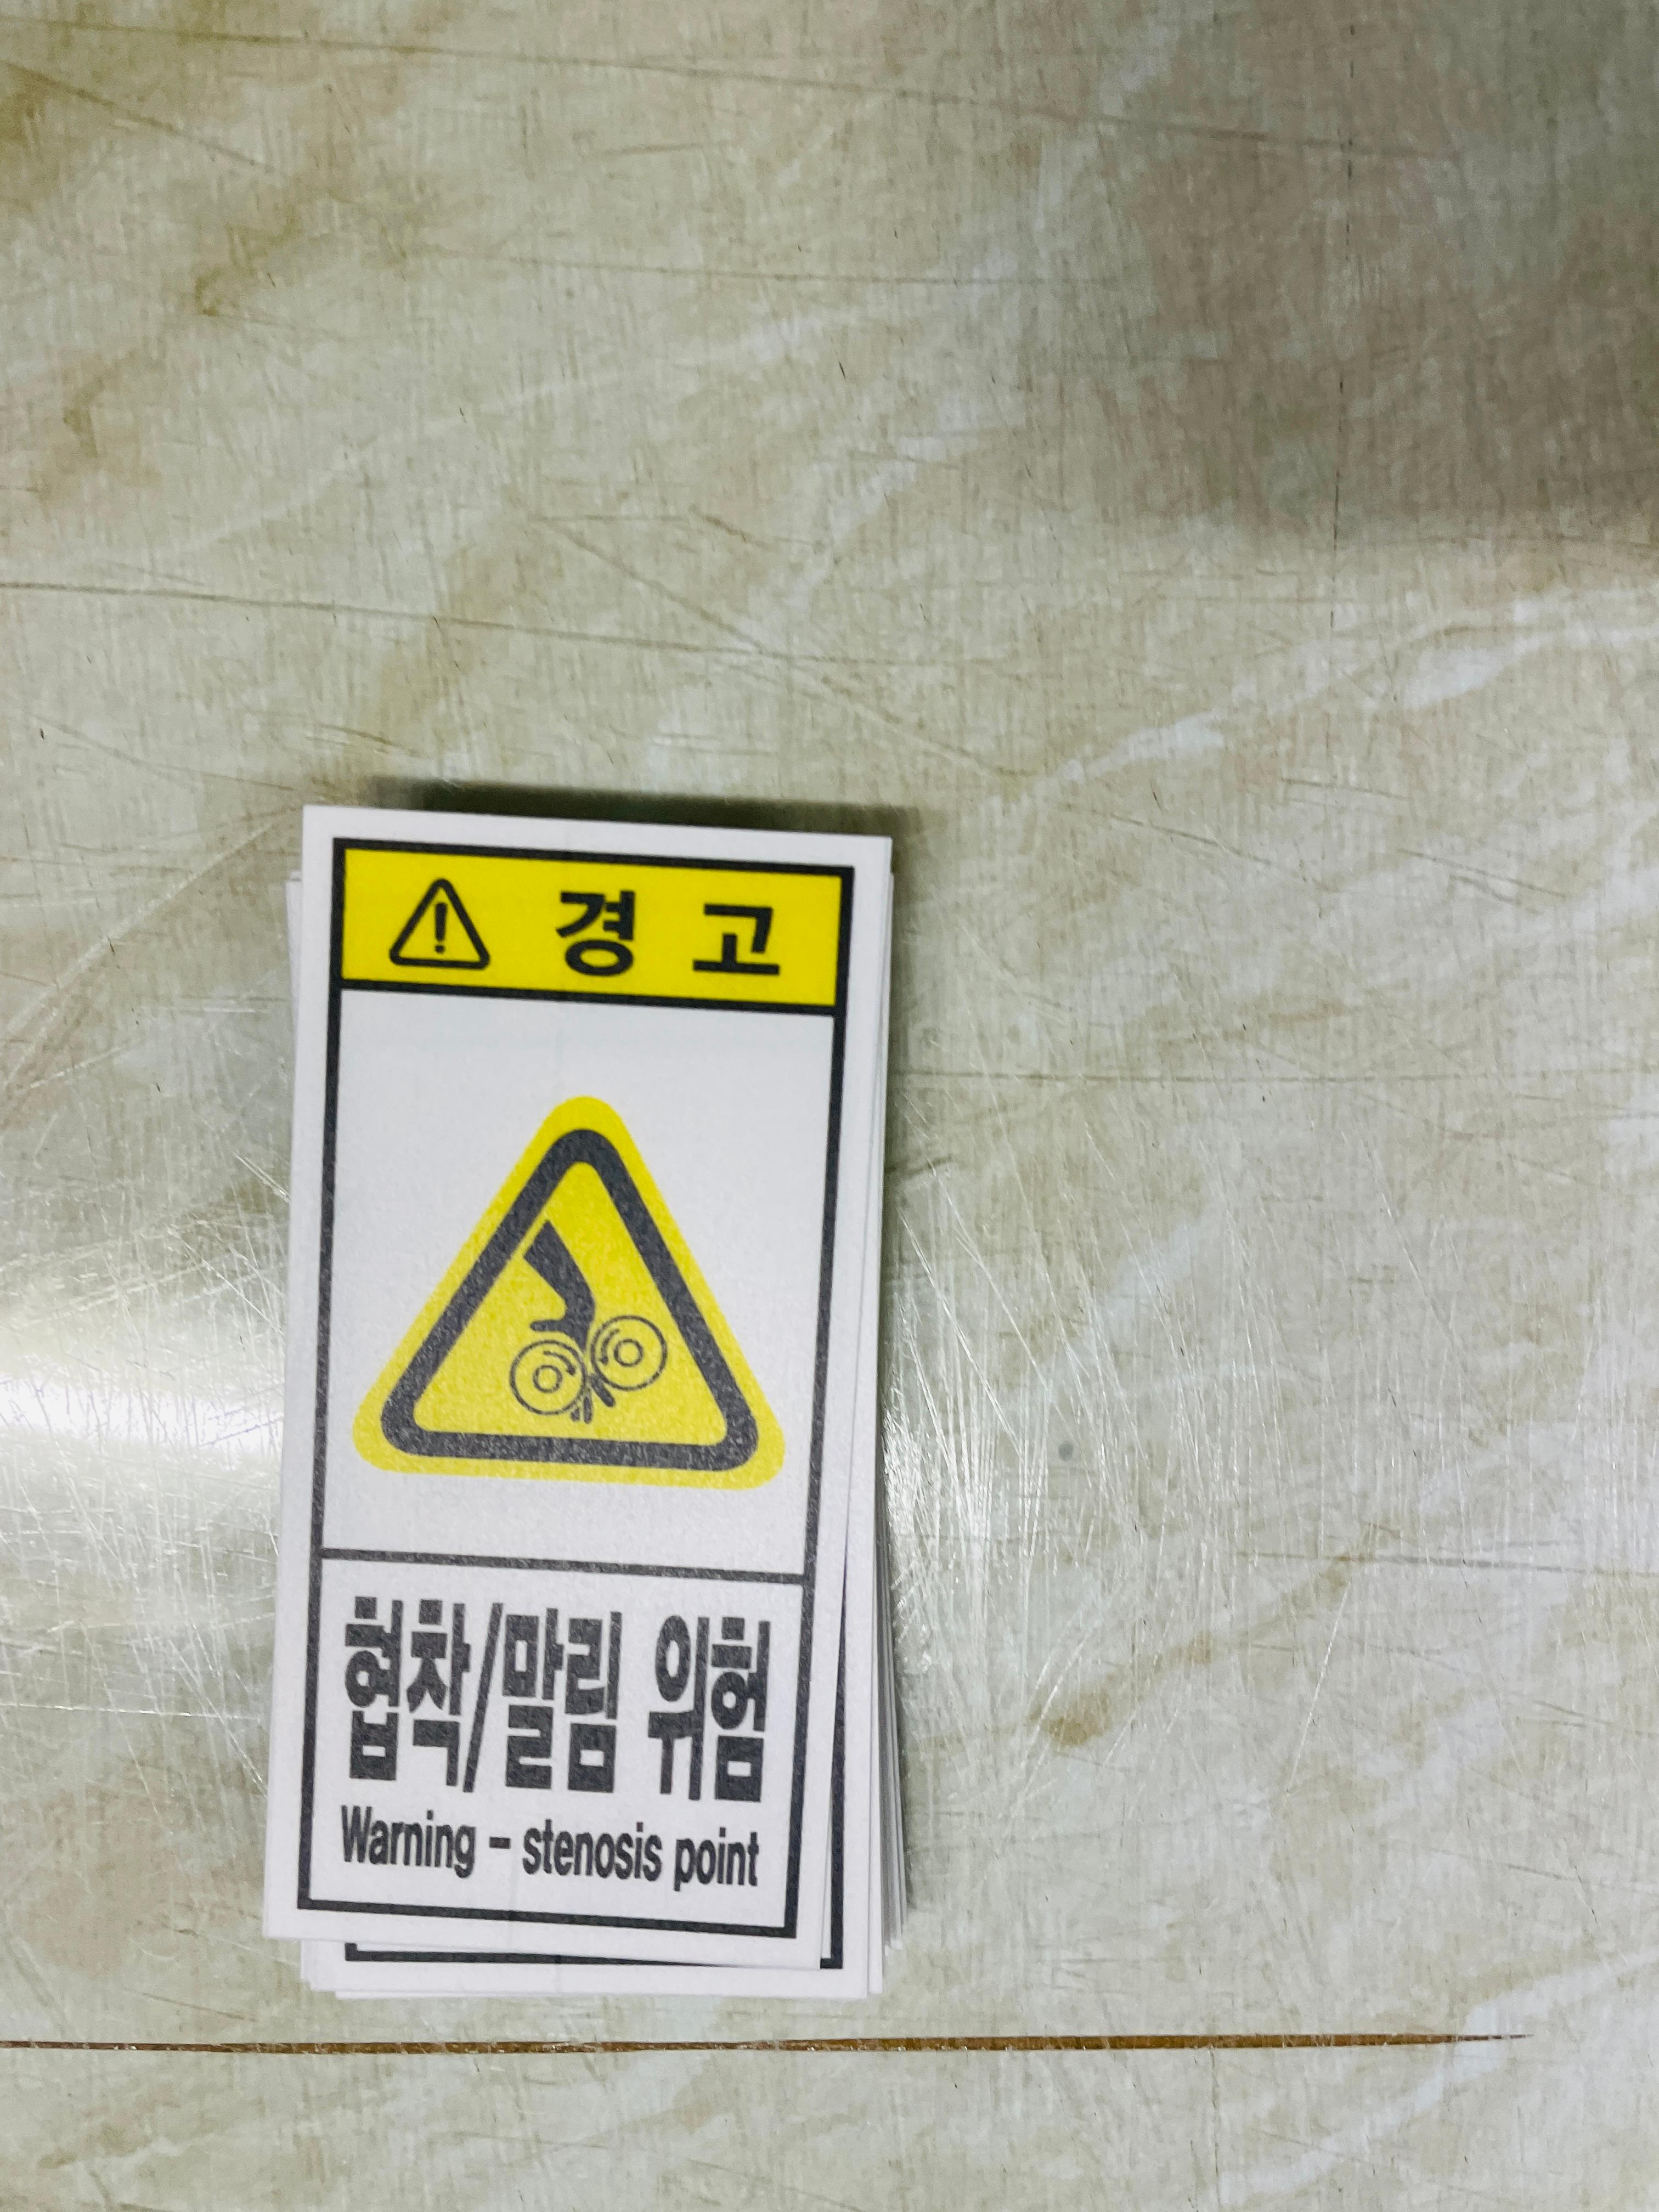 경 고
협착/말림 위험
Warning - stenosis point